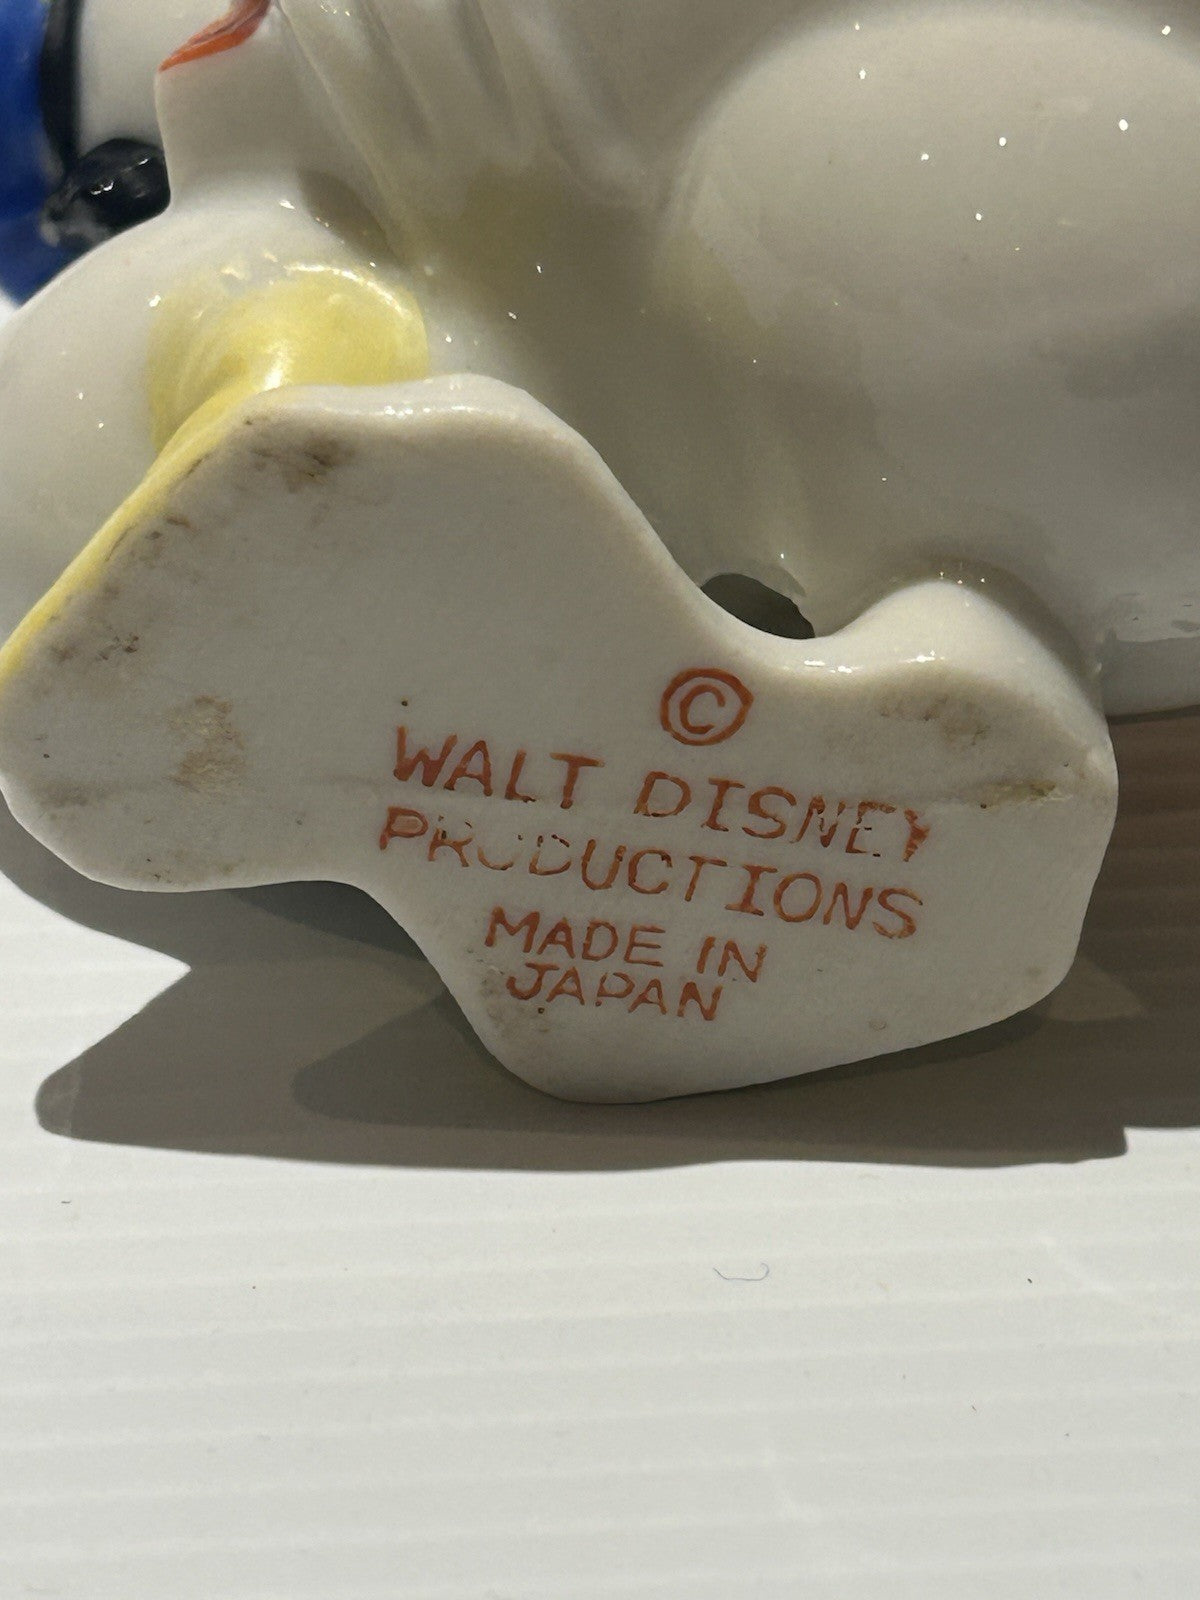 ©
WALT DISNEY
PRODUCTIONS
MADE IN
JAPAN